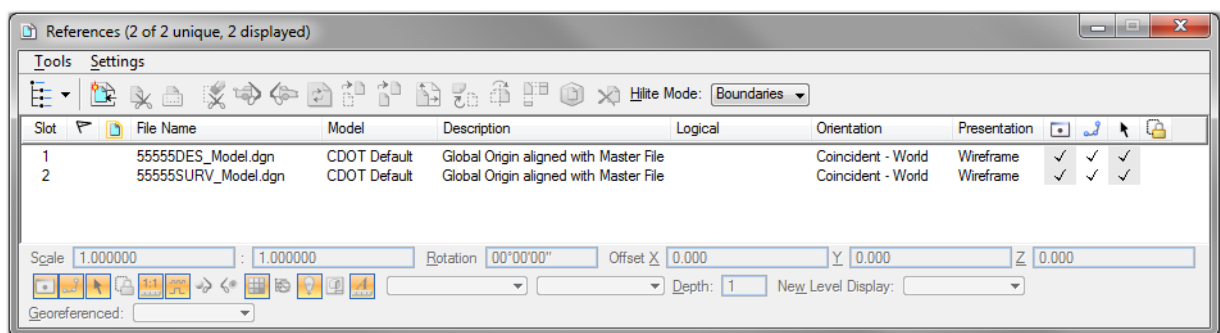 References (2 of 2 unique, 2 displayed)
Tools Settings
Hilite Mode: Boundaries
Slot File Name Model Description Logical Orientation Presentation
1 55555DES_Model.dgn CDOT Default Global Origin aligned with Master File Coincident - World Wireframe
2 55555SURV_Model.dgn CDOT Default Global Origin aligned with Master File Coincident - World Wireframe
Scale 1.000000 : 1.000000 Rotation 00°00'00" Offset X 0.000 Y 0.000 Z 0.000
1:1 Depth: 1 New Level Display:
Georeferenced: